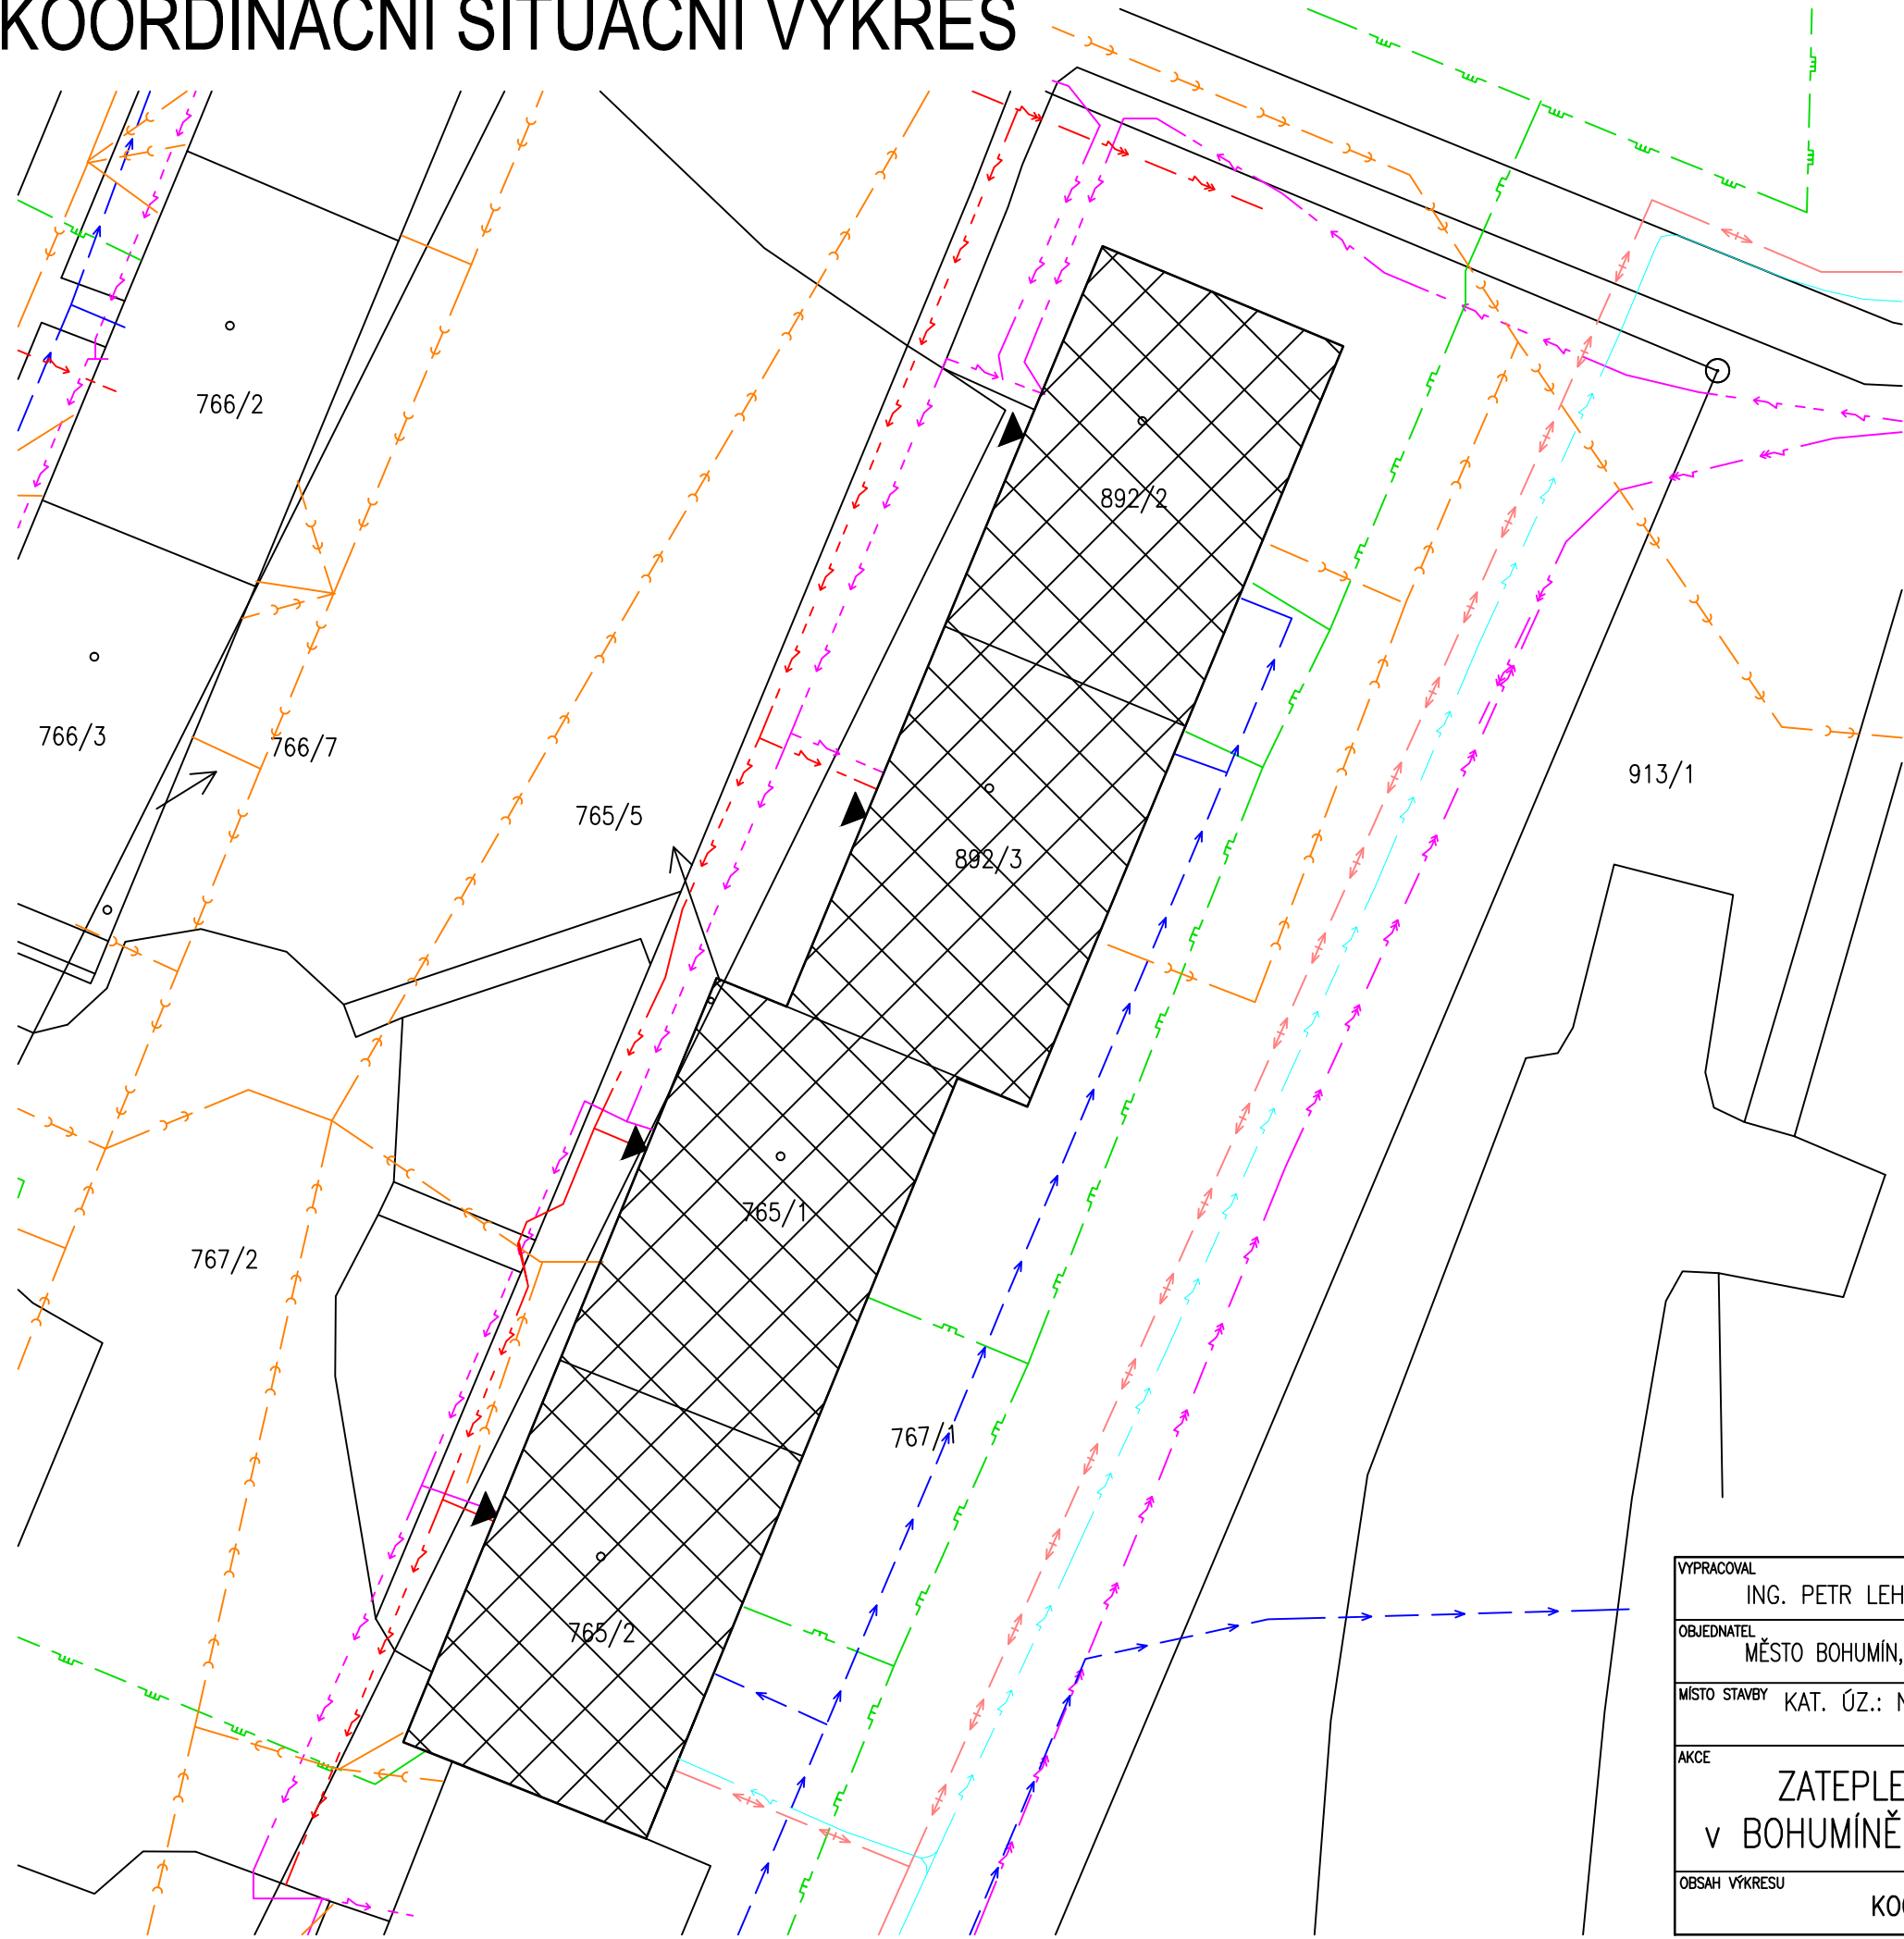 KOORDINAČNÍ SITUAČNÍ VÝKRES
766/2
892/2
766/3
766/7
765/5
913/1
892/3
765/1
767/2
767/1
765/2
VYPRACOVAL
ING. PETR LEH
OBJEDNATEL
MĚSTO BOHUMÍN,
MÍSTO STAVBY KAT. ÚZ.: N
AKCE
ZATEPLE
v BOHUMÍNĚ
OBSAH VÝKRESU
KOO